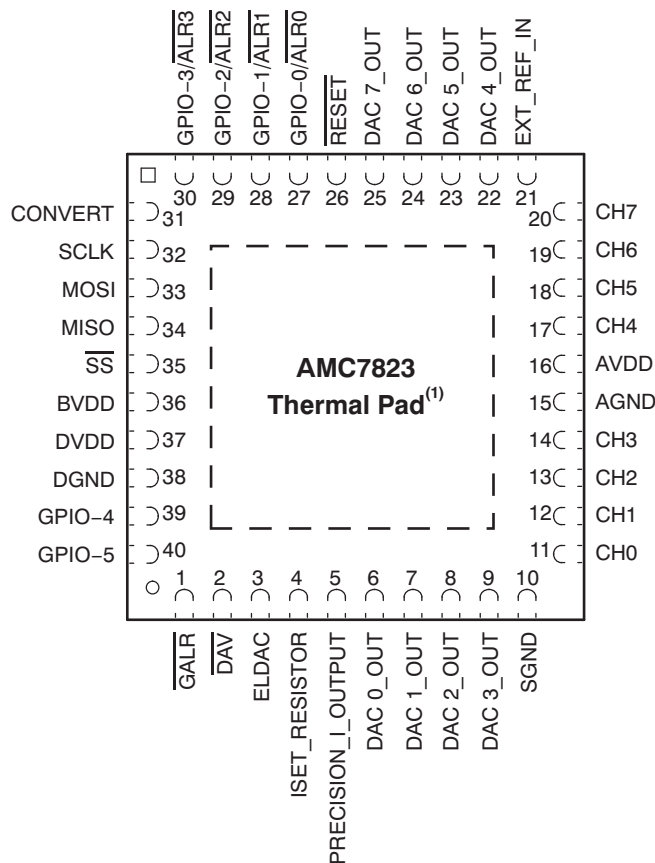 GPIO−3/ALR3
GPIO−2/ALR2
GPIO−1/ALR1
GPIO−0/ALR0
RESET
DAC 7_OUT
DAC 6_OUT
DAC 5_OUT
DAC 4_OUT
EXT_REF_IN
30 29 28 27 26 25 24 23 22 21
CONVERT 31
SCLK 32
MOSI 33
MISO 34
SS 35
BVDD 36
DVDD 37
DGND 38
GPIO−4 39
GPIO−5 40
AMC7823
Thermal Pad(1)
20 CH7
19 CH6
18 CH5
17 CH4
16 AVDD
15 AGND
14 CH3
13 CH2
12 CH1
11 CH0
1 2 3 4 5 6 7 8 9 10
GALR
DAV
ELDAC
ISET_RESISTOR
PRECISION_I_OUTPUT
DAC 0_OUT
DAC 1_OUT
DAC 2_OUT
DAC 3_OUT
SGND